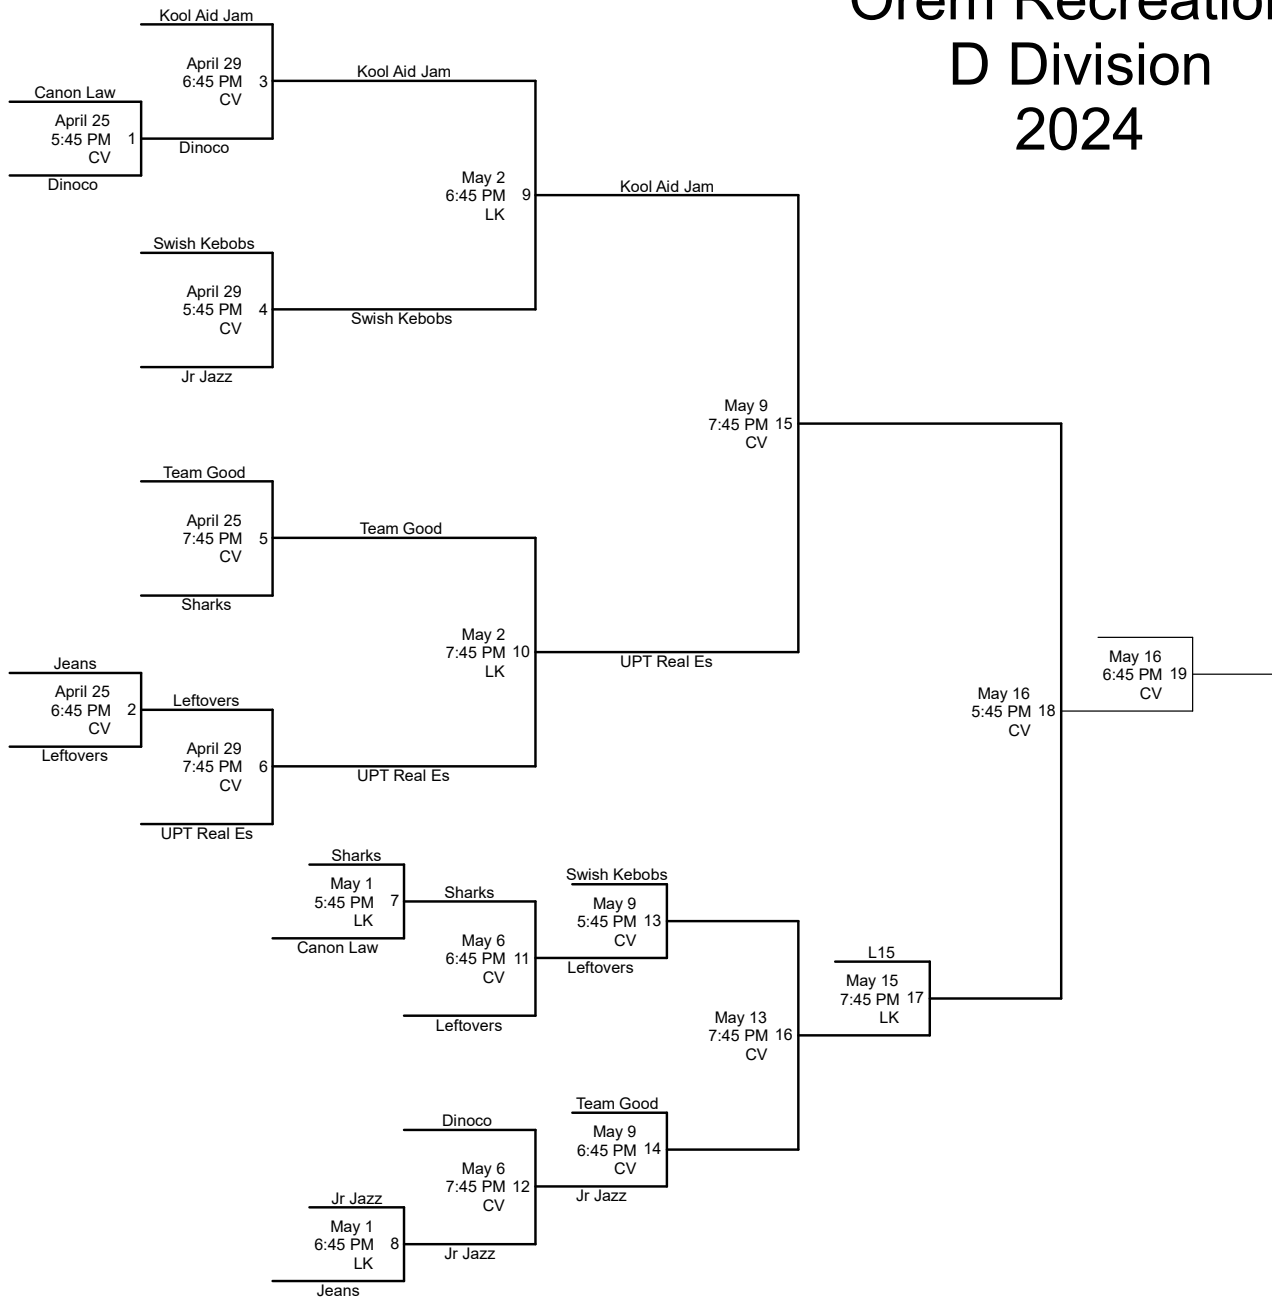 Orem Recreation
D Division
2024
Kool Aid Jam
April 29
6:45 PM 3
CV
Kool Aid Jam
Canon Law
April 25
5:45 PM 1
CV
Dinoco
Dinoco
May 2
6:45 PM 9
LK
Kool Aid Jam
Swish Kebobs
April 29
5:45 PM 4
CV
Swish Kebobs
Jr Jazz
May 9
7:45 PM 15
CV
Team Good
April 25
7:45 PM 5
CV
Team Good
Sharks
May 2
7:45 PM 10
LK
UPT Real Es
Jeans
April 25
6:45 PM 2
CV
Leftovers
Leftovers
April 29
7:45 PM 6
CV
UPT Real Es
UPT Real Es
May 16
5:45 PM 18
CV
May 16
6:45 PM 19
CV
Sharks
May 1
5:45 PM 7
LK
Canon Law
Sharks
May 6
6:45 PM 11
CV
Leftovers
Swish Kebobs
May 9
5:45 PM 13
CV
Leftovers
L15
May 15
7:45 PM 17
LK
May 13
7:45 PM 16
CV
Team Good
May 9
6:45 PM 14
CV
Jr Jazz
Dinoco
May 6
7:45 PM 12
CV
Jr Jazz
Jr Jazz
May 1
6:45 PM 8
LK
Jeans